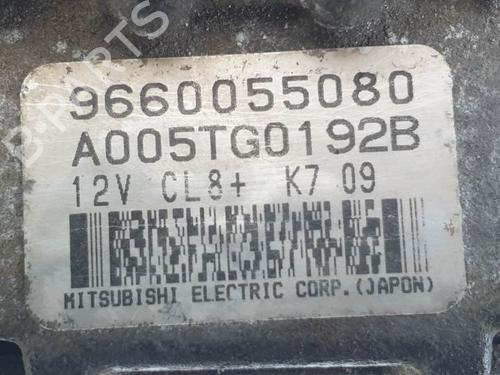 9660055080
A005TG0192B
12V CL8+ K7 09
MITSUBISHI ELECTRIC CORP.(JAPON)
B-PARTS